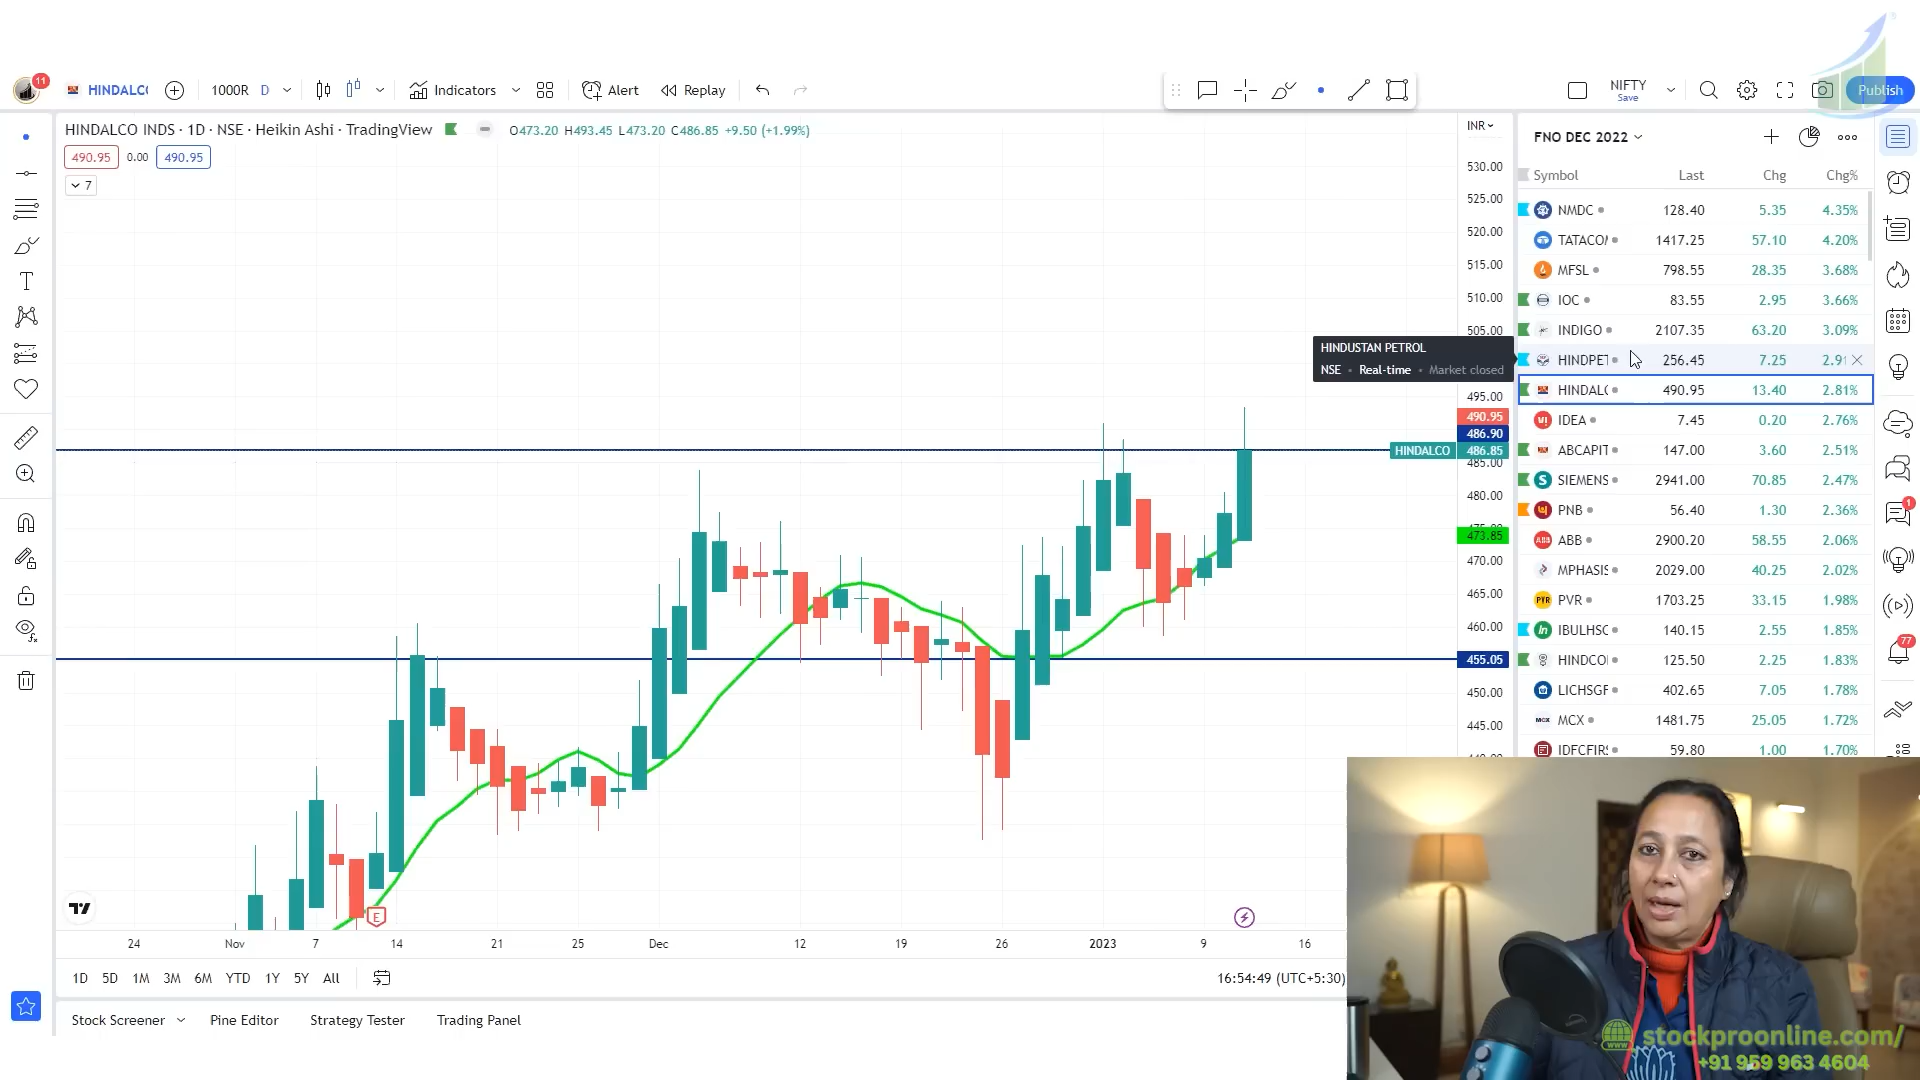 11
HINDALCO
1000R D
Indicators
Alert
Replay
NIFTY
Save
Publish
HINDALCO INDS · 1D · NSE · Heikin Ashi · TradingView
O473.20 H493.45 L473.20 C486.85 +9.50 (+1.99%)
490.95 0.00 490.95
7
INR
530.00
525.00
520.00
515.00
510.00
505.00
495.00
490.95
486.90
HINDALCO 486.85
485.00
480.00
473.85
470.00
465.00
460.00
455.05
450.00
445.00
HINDUSTAN PETROL
NSE • Real-time • Market closed
FNO DEC 2022
Symbol Last Chg Chg%
NMDC 128.40 5.35 4.35%
TATACO 1417.25 57.10 4.20%
MFSL 798.55 28.35 3.68%
IOC 83.55 2.95 3.66%
INDIGO 2107.35 63.20 3.09%
HINDPET 256.45 7.25 2.91
HINDALC 490.95 13.40 2.81%
IDEA 7.45 0.20 2.76%
ABCAPIT 147.00 3.60 2.51%
SIEMENS 2941.00 70.85 2.47%
PNB 56.40 1.30 2.36%
ABB 2900.20 58.55 2.06%
MPHASIS 2029.00 40.25 2.02%
PVR 1703.25 33.15 1.98%
IBULHSG 140.15 2.55 1.85%
HINDCO 125.50 2.25 1.83%
LICHSGF 402.65 7.05 1.78%
MCX 1481.75 25.05 1.72%
IDFCFIRS 59.80 1.00 1.70%
1
77
E
24 Nov 7 14 21 25 Dec 12 19 26 2023 9 16
1D 5D 1M 3M 6M YTD 1Y 5Y All
16:54:49 (UTC+5:30)
Stock Screener Pine Editor Strategy Tester Trading Panel
stockproonline.com/
+91 959 963 4604